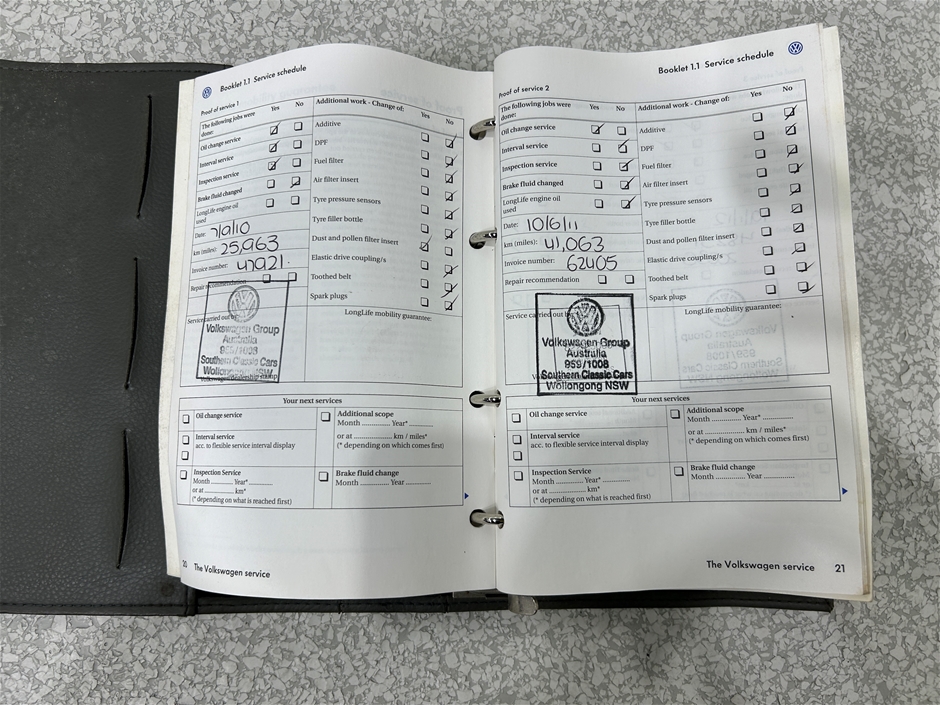 Booklet 1.1 Service schedule
Proof of service 1
The following jobs were done: Yes No
Oil change service
Interval service
Inspection service
Brake fluid changed
LongLife engine oil used
Date: 7/9/10
km (miles): 25,963
Invoice number: 47921.
Repair recommendation
Service carried out by:
Volkswagen Group
Australia
959/1008
Southern Classic Cars
Wollongong NSW
Additional work - Change of: Yes No
Additive
DPF
Fuel filter
Air filter insert
Tyre pressure sensors
Tyre filler bottle
Dust and pollen filter insert
Elastic drive coupling/s
Toothed belt
Spark plugs
LongLife mobility guarantee:
Your next services
Oil change service
Interval service
acc. to flexible service interval display
Inspection Service
Month ............ Year* ............
or at ............ km*
(* depending on what is reached first)
Additional scope
Month ............ Year* ............
or at ............ km / miles*
(* depending on which comes first)
Brake fluid change
Month ............ Year ............
20 The Volkswagen service
Booklet 1.1 Service schedule
Proof of service 2
The following jobs were done: Yes No
Oil change service
Interval service
Inspection service
Brake fluid changed
LongLife engine oil used
Date: 10/6/11
km (miles): 41,063
Invoice number: 62405
Repair recommendation
Service carried out by:
Volkswagen Group
Australia
959/1008
Southern Classic Cars
Wollongong NSW
Additional work - Change of: Yes No
Additive
DPF
Fuel filter
Air filter insert
Tyre pressure sensors
Tyre filler bottle
Dust and pollen filter insert
Elastic drive coupling/s
Toothed belt
Spark plugs
LongLife mobility guarantee:
Your next services
Oil change service
Interval service
acc. to flexible service interval display
Inspection Service
Month ............ Year* ............
or at ............ km*
(* depending on what is reached first)
Additional scope
Month ............ Year* ............
or at ............ km / miles*
(* depending on which comes first)
Brake fluid change
Month ............ Year ............
The Volkswagen service 21